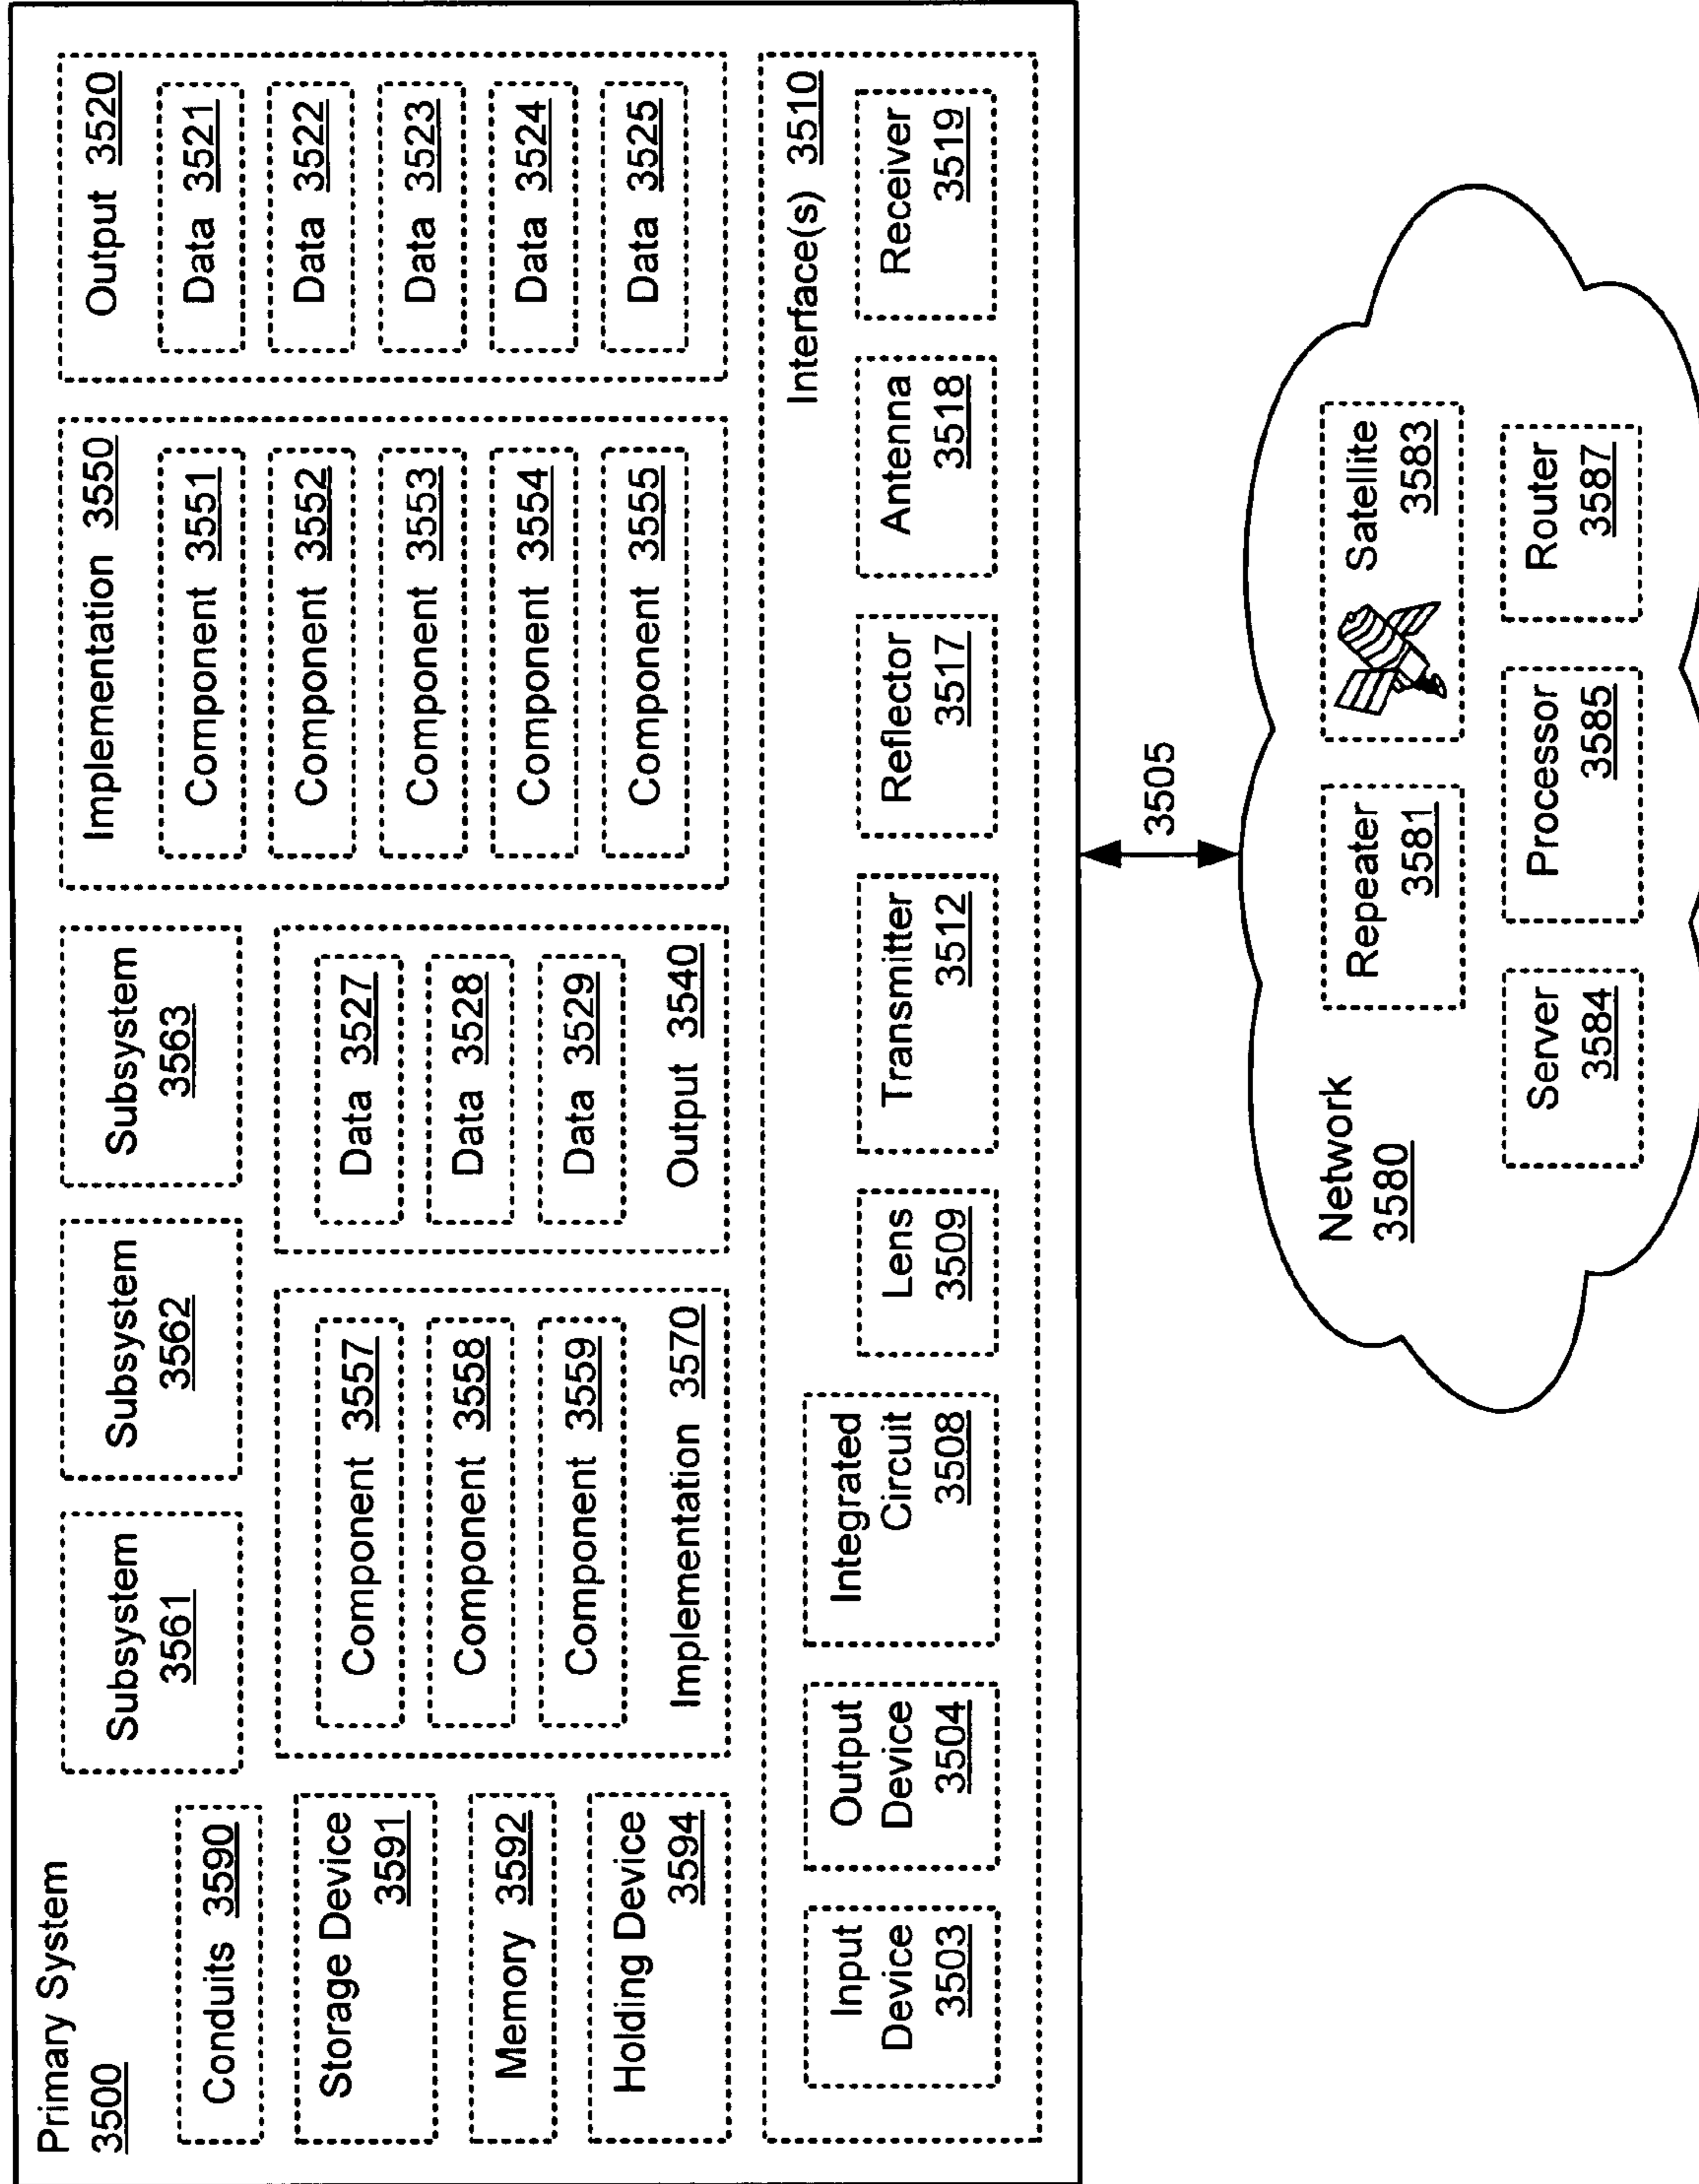 Primary System
3500
Conduits 3590
Storage Device
3591
Memory 3592
Holding Device
3594
Subsystem
3561
Subsystem
3562
Subsystem
3563
Component 3557
Component 3558
Component 3559
Implementation 3570
Data 3527
Data 3528
Data 3529
Output 3540
Implementation 3550
Component 3551
Component 3552
Component 3553
Component 3554
Component 3555
Output 3520
Data 3521
Data 3522
Data 3523
Data 3524
Data 3525
Interface(s) 3510
Input
Device
3503
Output
Device
3504
Integrated
Circuit
3508
Lens
3509
Transmitter
3512
Reflector
3517
Antenna
3518
Receiver
3519
3505
Network
3580
Repeater
3581
Satellite
3583
Server
3584
Processor
3585
Router
3587